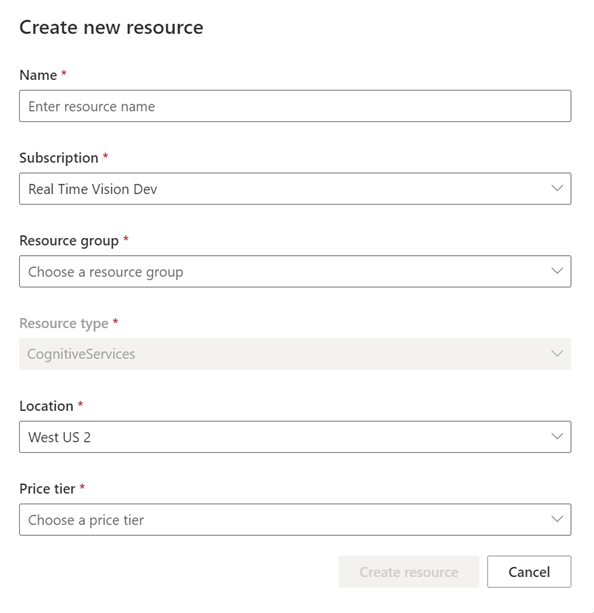 Create new resource
Name *
Enter resource name
Subscription *
Real Time Vision Dev
Resource group *
Choose a resource group
Resource type *
CognitiveServices
Location *
West US 2
Price tier *
Choose a price tier
Create resource Cancel